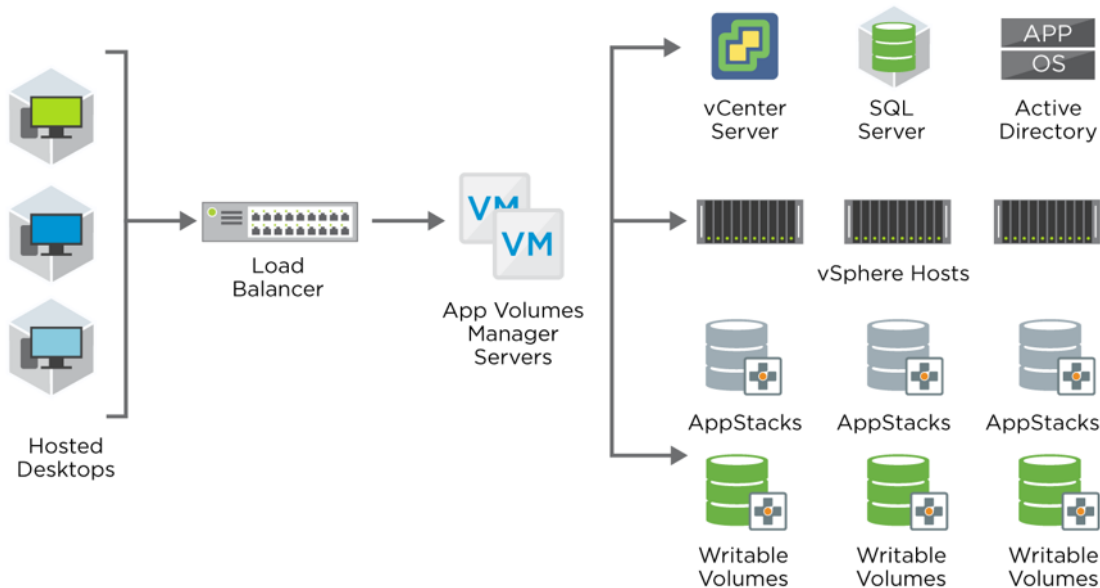 APP
OS
vCenter
Server
SQL
Server
Active
Directory
VM
VM
Load
Balancer
vSphere Hosts
App Volumes
Manager
Servers
AppStacks
AppStacks
AppStacks
Hosted
Desktops
Writable
Volumes
Writable
Volumes
Writable
Volumes